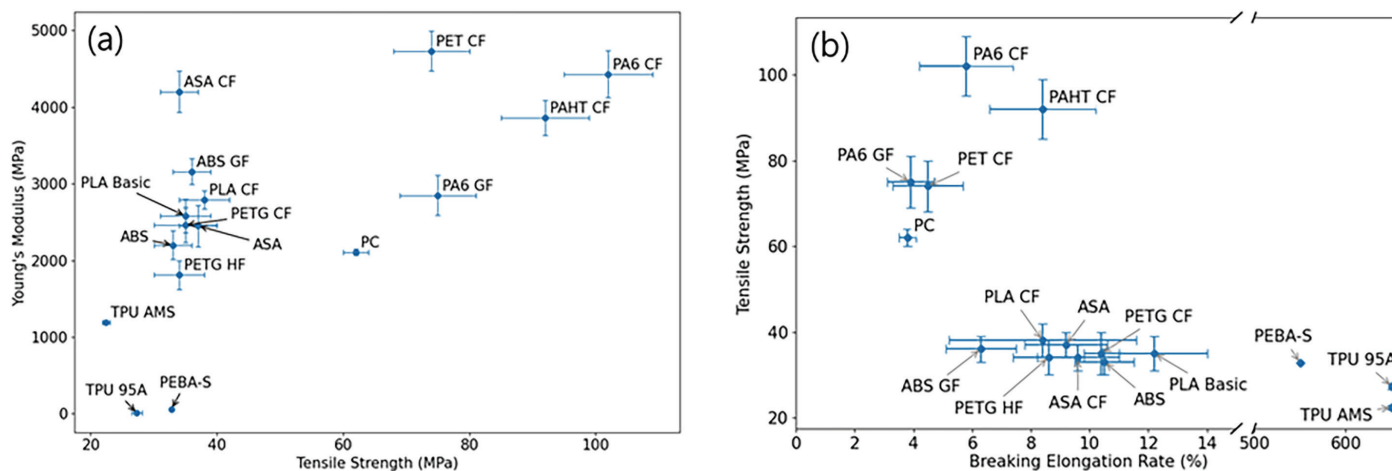 (a)
Young's Modulus (MPa)
5000
4000
3000
2000
1000
0
PET CF
PA6 CF
ASA CF
PAHT CF
ABS GF
PLA Basic
PLA CF
PA6 GF
PETG CF
ABS
ASA
PC
PETG HF
TPU AMS
TPU 95A
PEBA-S
20 40 60 80 100
Tensile Strength (MPa)
(b)
Tensile Strength (MPa)
100
80
60
40
20
PA6 CF
PAHT CF
PA6 GF
PET CF
PC
PLA CF
ASA
PETG CF
PEBA-S
TPU 95A
ABS GF
PLA Basic
PETG HF
ASA CF
ABS
TPU AMS
0 2 4 6 8 10 12 14 500 600
Breaking Elongation Rate (%)